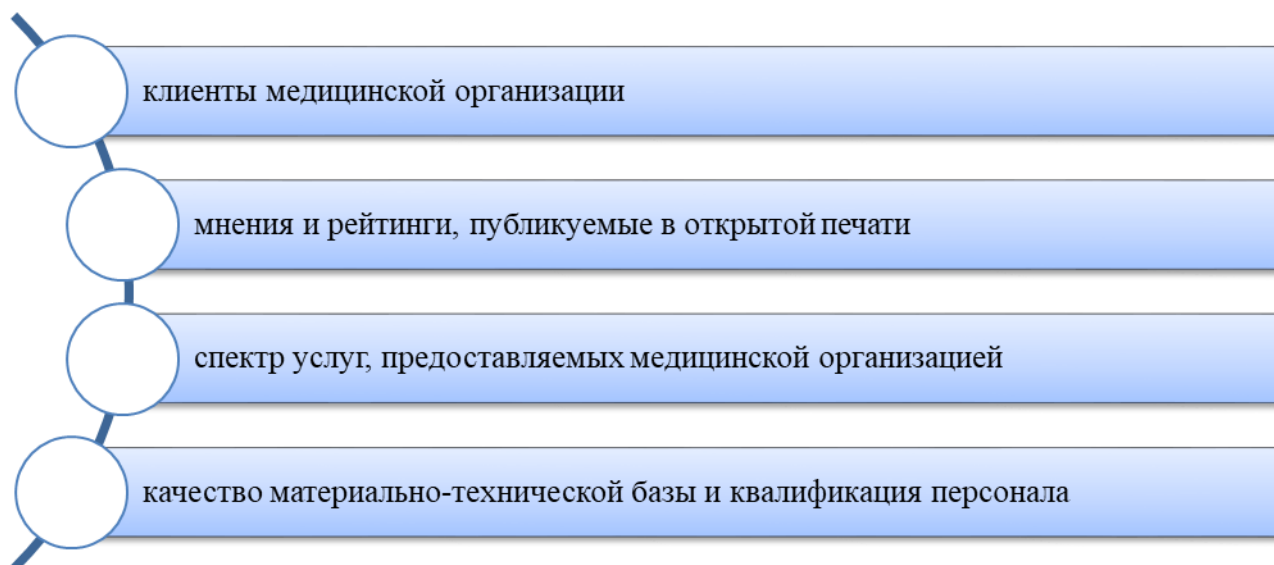 клиенты медицинской организации
мнения и рейтинги, публикуемые в открытой печати
спектр услуг, предоставляемых медицинской организацией
качество материально-технической базы и квалификация персонала